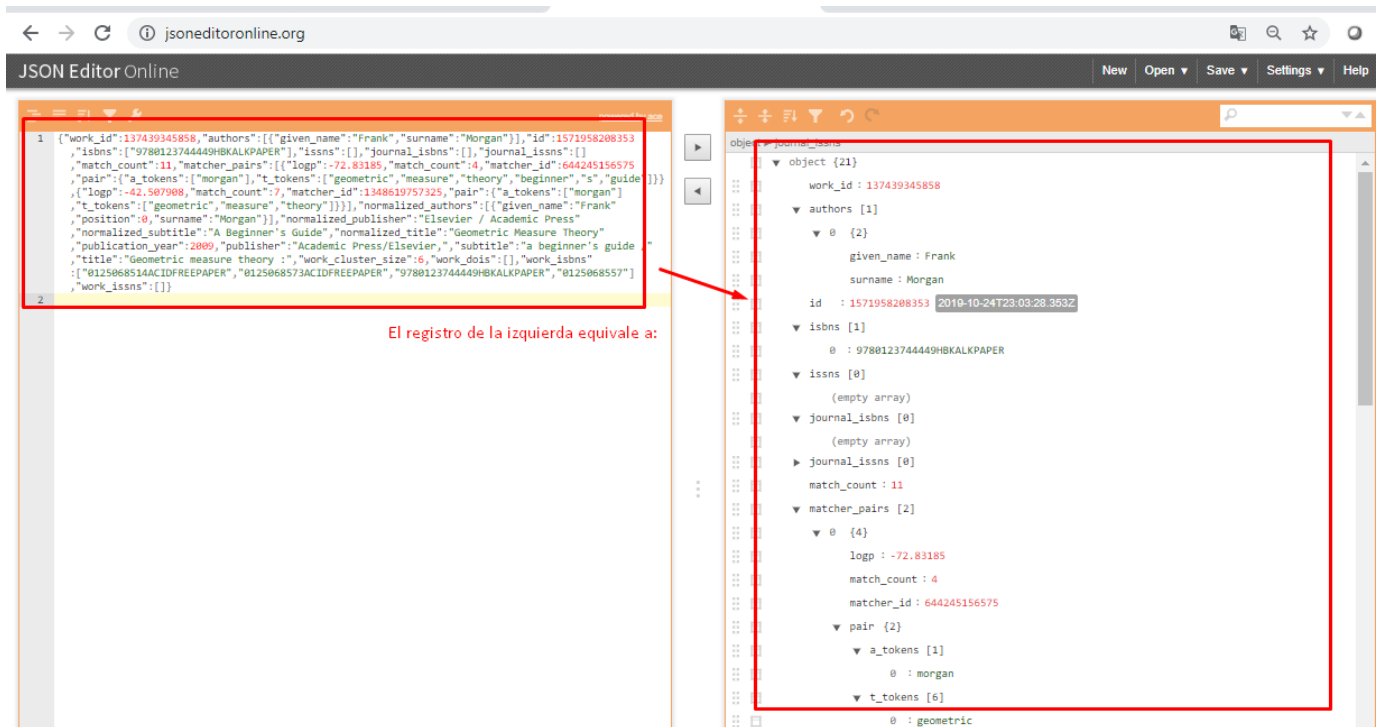 jsoneditoronline.org
JSON Editor Online
New Open ▾ Save ▾ Settings ▾ Help
powered by ace
1 {"work_id":137439345858,"authors":[{"given_name":"Frank","surname":"Morgan"}],"id":1571958208353
,"isbns":["9780123744449HBKALKPAPER"],"issns":[],"journal_isbns":[],"journal_issns":[]
,"match_count":11,"matcher_pairs":[{"logp":-72.83185,"match_count":4,"matcher_id":644245156575
,"pair":{"a_tokens":["morgan"],"t_tokens":["geometric","measure","theory","beginner","s","guide"]}}
,{"logp":-42.507908,"match_count":7,"matcher_id":1348619757325,"pair":{"a_tokens":["morgan"]
,"t_tokens":["geometric","measure","theory"]}}],"normalized_authors":[{"given_name":"Frank"
,"position":0,"surname":"Morgan"}],"normalized_publisher":"Elsevier / Academic Press"
,"normalized_subtitle":"A Beginner's Guide","normalized_title":"Geometric Measure Theory"
,"publication_year":2009,"publisher":"Academic Press/Elsevier,","subtitle":"a beginner's guide /"
,"title":"Geometric measure theory :","work_cluster_size":6,"work_dois":[],"work_isbns"
:["0125068514ACIDFREEPAPER","0125068573ACIDFREEPAPER","9780123744449HBKALKPAPER","0125068557"]
,"work_issns":[]}
2
El registro de la izquierda equivale a:
object ▸ journal_issns
object {21}
work_id : 137439345858
authors [1]
0 {2}
given_name : Frank
surname : Morgan
id : 1571958208353 2019-10-24T23:03:28.353Z
isbns [1]
0 : 9780123744449HBKALKPAPER
issns [0]
(empty array)
journal_isbns [0]
(empty array)
journal_issns [0]
match_count : 11
matcher_pairs [2]
0 {4}
logp : -72.83185
match_count : 4
matcher_id : 644245156575
pair {2}
a_tokens [1]
0 : morgan
t_tokens [6]
0 : geometric